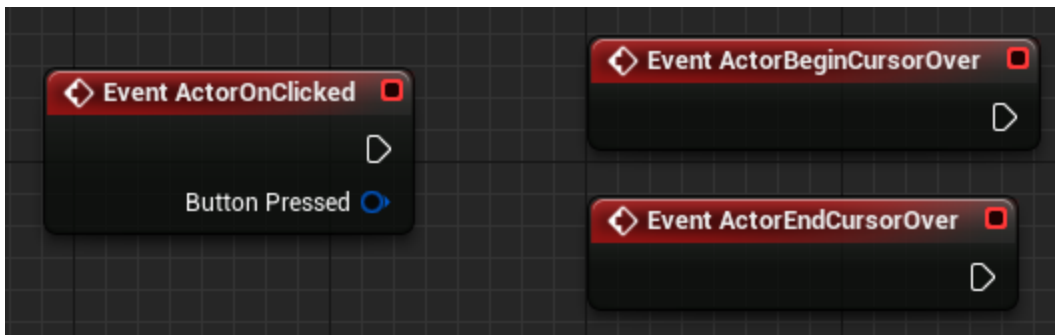 Event ActorOnClicked
Button Pressed
Event ActorBeginCursorOver
Event ActorEndCursorOver